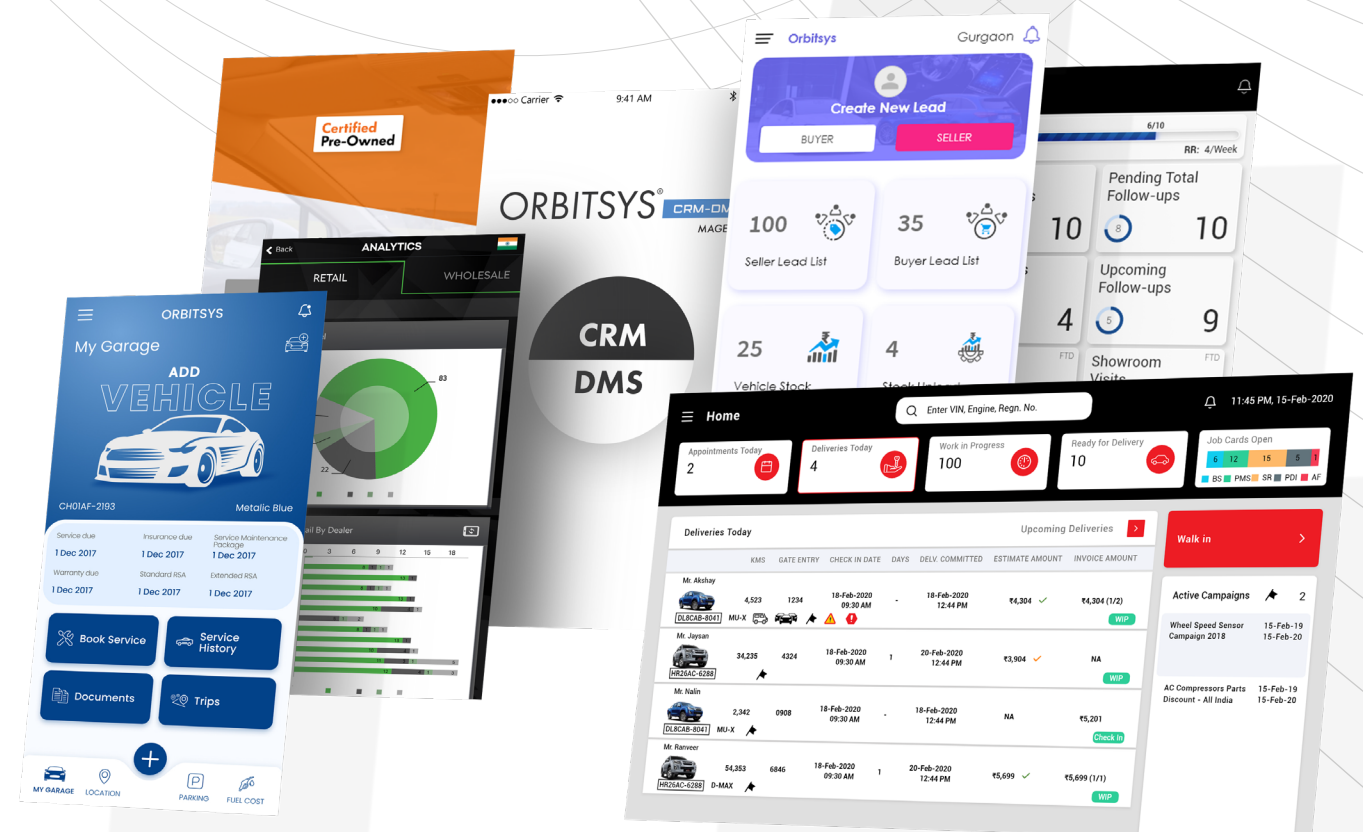 Certified
Pre-Owned
●●●○○ Carrier
9:41 AM
ORBITSYS®
CRM-DM
MAGE
CRM
DMS
Orbitsys
Gurgaon
Create New Lead
BUYER
SELLER
100
Seller Lead List
35
Buyer Lead List
25
Vehicle Stock
4
6/10
RR: 4/Week
10
Pending Total
Follow-ups
8
10
4
Upcoming
Follow-ups
5
9
FTD
Showroom
Visits
FTD
Back
ANALYTICS
RETAIL
WHOLESALE
83
22
ail By Dealer
0 3 6 9 12 15 18
ORBITSYS
My Garage
ADD
VEHICLE
CH01AF-2193
Metalic Blue
Service due
1 Dec 2017
Insurance due
1 Dec 2017
Service Maintenance
Package
1 Dec 2017
Warranty due
1 Dec 2017
Standard RSA
1 Dec 2017
Extended RSA
1 Dec 2017
Book Service
Service
History
Documents
Trips
MY GARAGE
LOCATION
PARKING
FUEL COST
Home
Enter VIN, Engine, Regn. No.
11:45 PM, 15-Feb-2020
Appointments Today
2
Deliveries Today
4
Work in Progress
100
Ready for Delivery
10
Job Cards Open
6 12 15 5 1
BS PMS SR PDI AF
Deliveries Today
Upcoming Deliveries
KMS GATE ENTRY CHECK IN DATE DAYS DELV. COMMITTED ESTIMATE AMOUNT INVOICE AMOUNT
Mr. Akshay
4,523 1234 18-Feb-2020 09:30 AM - 18-Feb-2020 12:44 PM ₹4,304 ₹4,304 (1/2)
DL8CAB-8041 MU-X
WIP
Mr. Jaysan
34,235 4324 18-Feb-2020 09:30 AM 1 20-Feb-2020 12:44 PM ₹3,904 NA
HR26AC-6288
WIP
Mr. Nalin
2,342 0908 18-Feb-2020 09:30 AM - 18-Feb-2020 12:44 PM NA ₹5,201
DL8CAB-8041 MU-X
Check In
Mr. Ranveer
54,353 6846 18-Feb-2020 09:30 AM 1 20-Feb-2020 12:44 PM ₹5,699 ₹5,699 (1/1)
HR26AC-6288 D-MAX
WIP
Walk in
Active Campaigns
2
Wheel Speed Sensor
Campaign 2018
15-Feb-19
15-Feb-20
AC Compressors Parts
Discount - All India
15-Feb-19
15-Feb-20